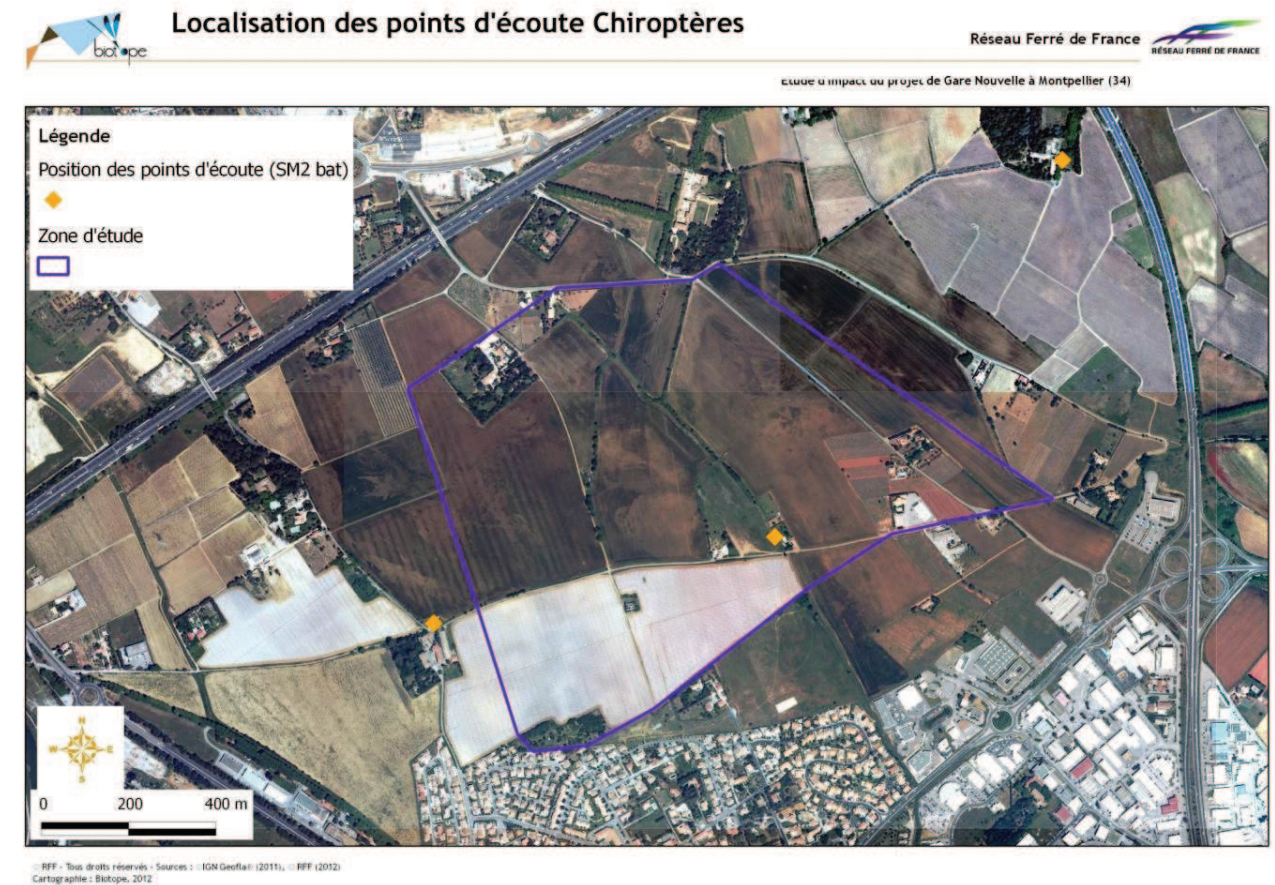 Localisation des points d'écoute Chiroptères
biotope
Réseau Ferré de France
RÉSEAU FERRÉ DE FRANCE
Etude d'impact du projet de Gare Nouvelle à Montpellier (34)
Légende
Position des points d'écoute (SM2 bat)
Zone d'étude
N
W E
S
0 200 400 m
© RFF - Tous droits réservés - Sources : © IGN Geofla® (2011), © RFF (2012)
Cartographie : Biotope, 2012